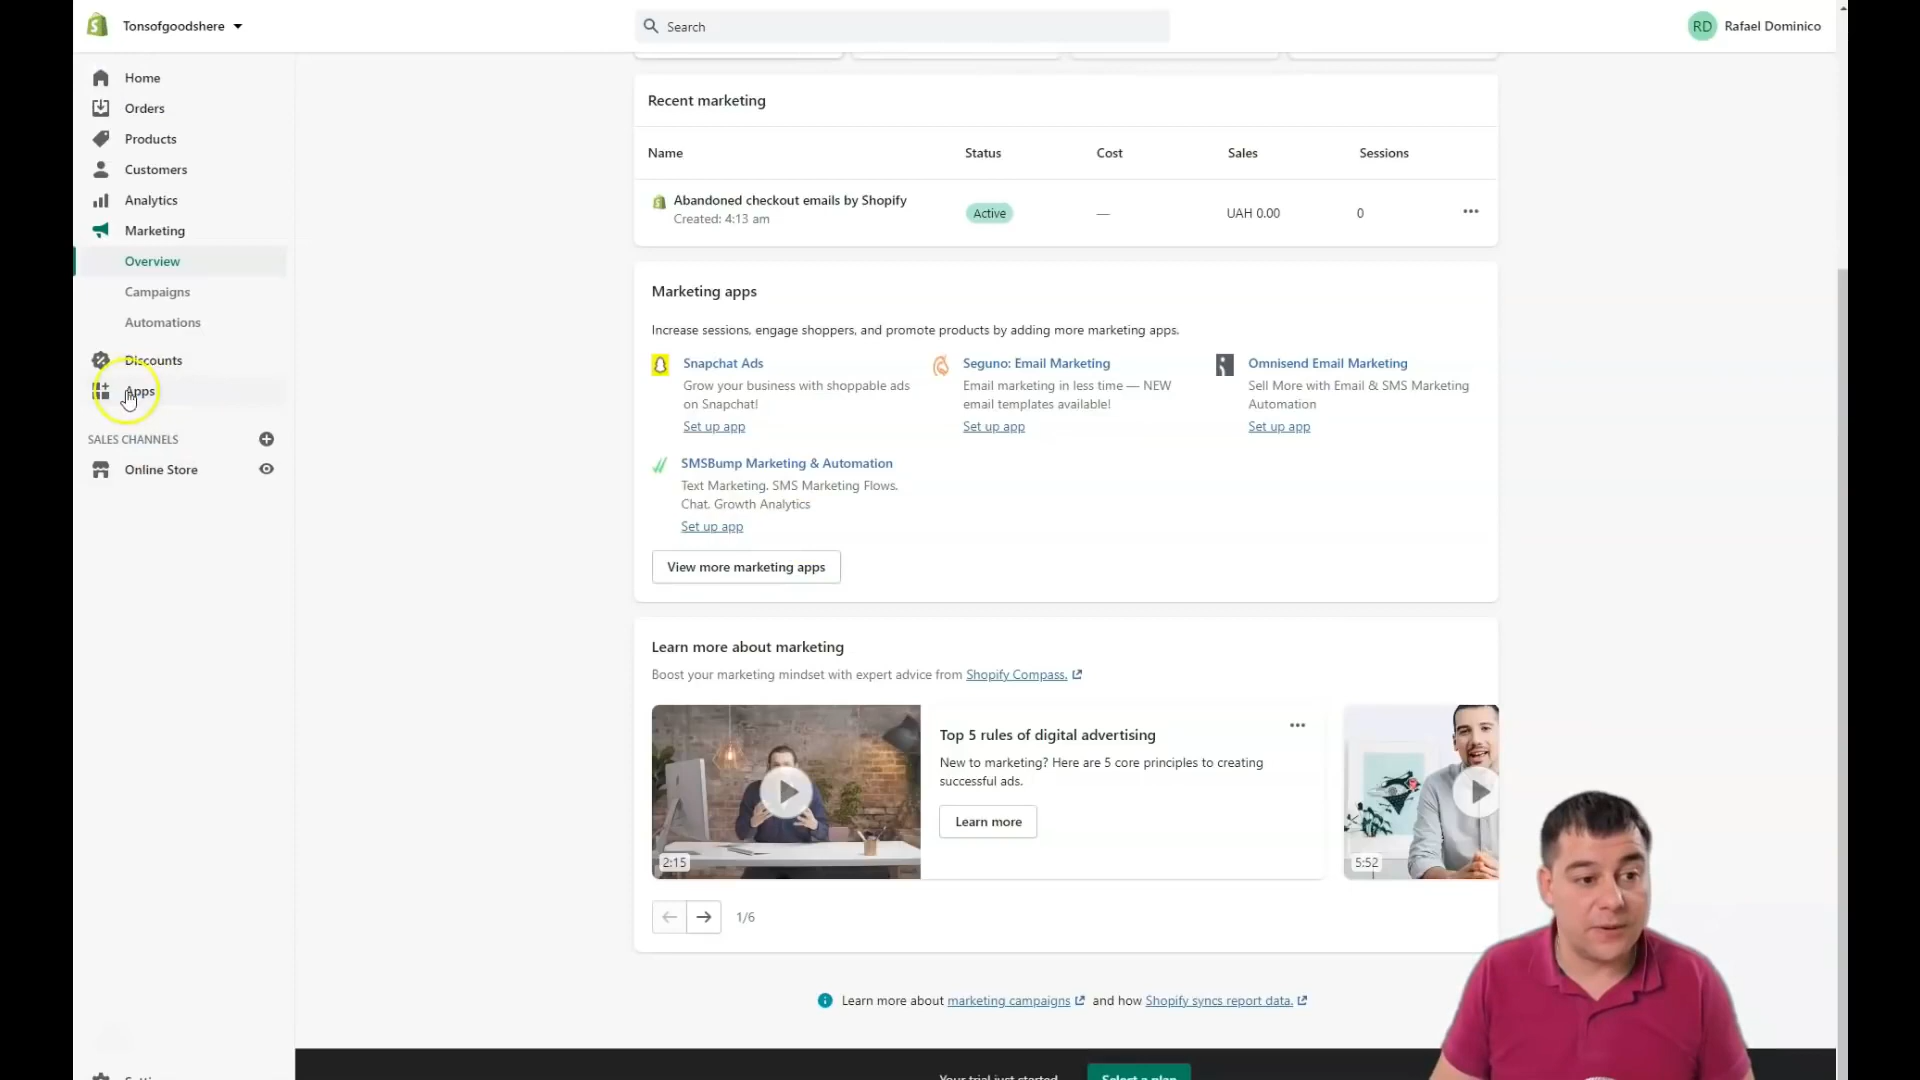 Tonsofgoodshere
Search
RD Rafael Dominico
Home
Orders
Products
Customers
Analytics
Marketing
Overview
Campaigns
Automations
Discounts
Apps
SALES CHANNELS
Online Store
Recent marketing
Name Status Cost Sales Sessions
Abandoned checkout emails by Shopify
Created: 4:13 am
Active — UAH 0.00 0
Marketing apps
Increase sessions, engage shoppers, and promote products by adding more marketing apps.
Snapchat Ads
Grow your business with shoppable ads
on Snapchat!
Set up app
Seguno: Email Marketing
Email marketing in less time — NEW
email templates available!
Set up app
Omnisend Email Marketing
Sell More with Email & SMS Marketing
Automation
Set up app
SMSBump Marketing & Automation
Text Marketing. SMS Marketing Flows.
Chat. Growth Analytics
Set up app
View more marketing apps
Learn more about marketing
Boost your marketing mindset with expert advice from Shopify Compass.
2:15
Top 5 rules of digital advertising
New to marketing? Here are 5 core principles to creating
successful ads.
Learn more
5:52
1/6
Learn more about marketing campaigns and how Shopify syncs report data.
Your trial just started
Select a plan